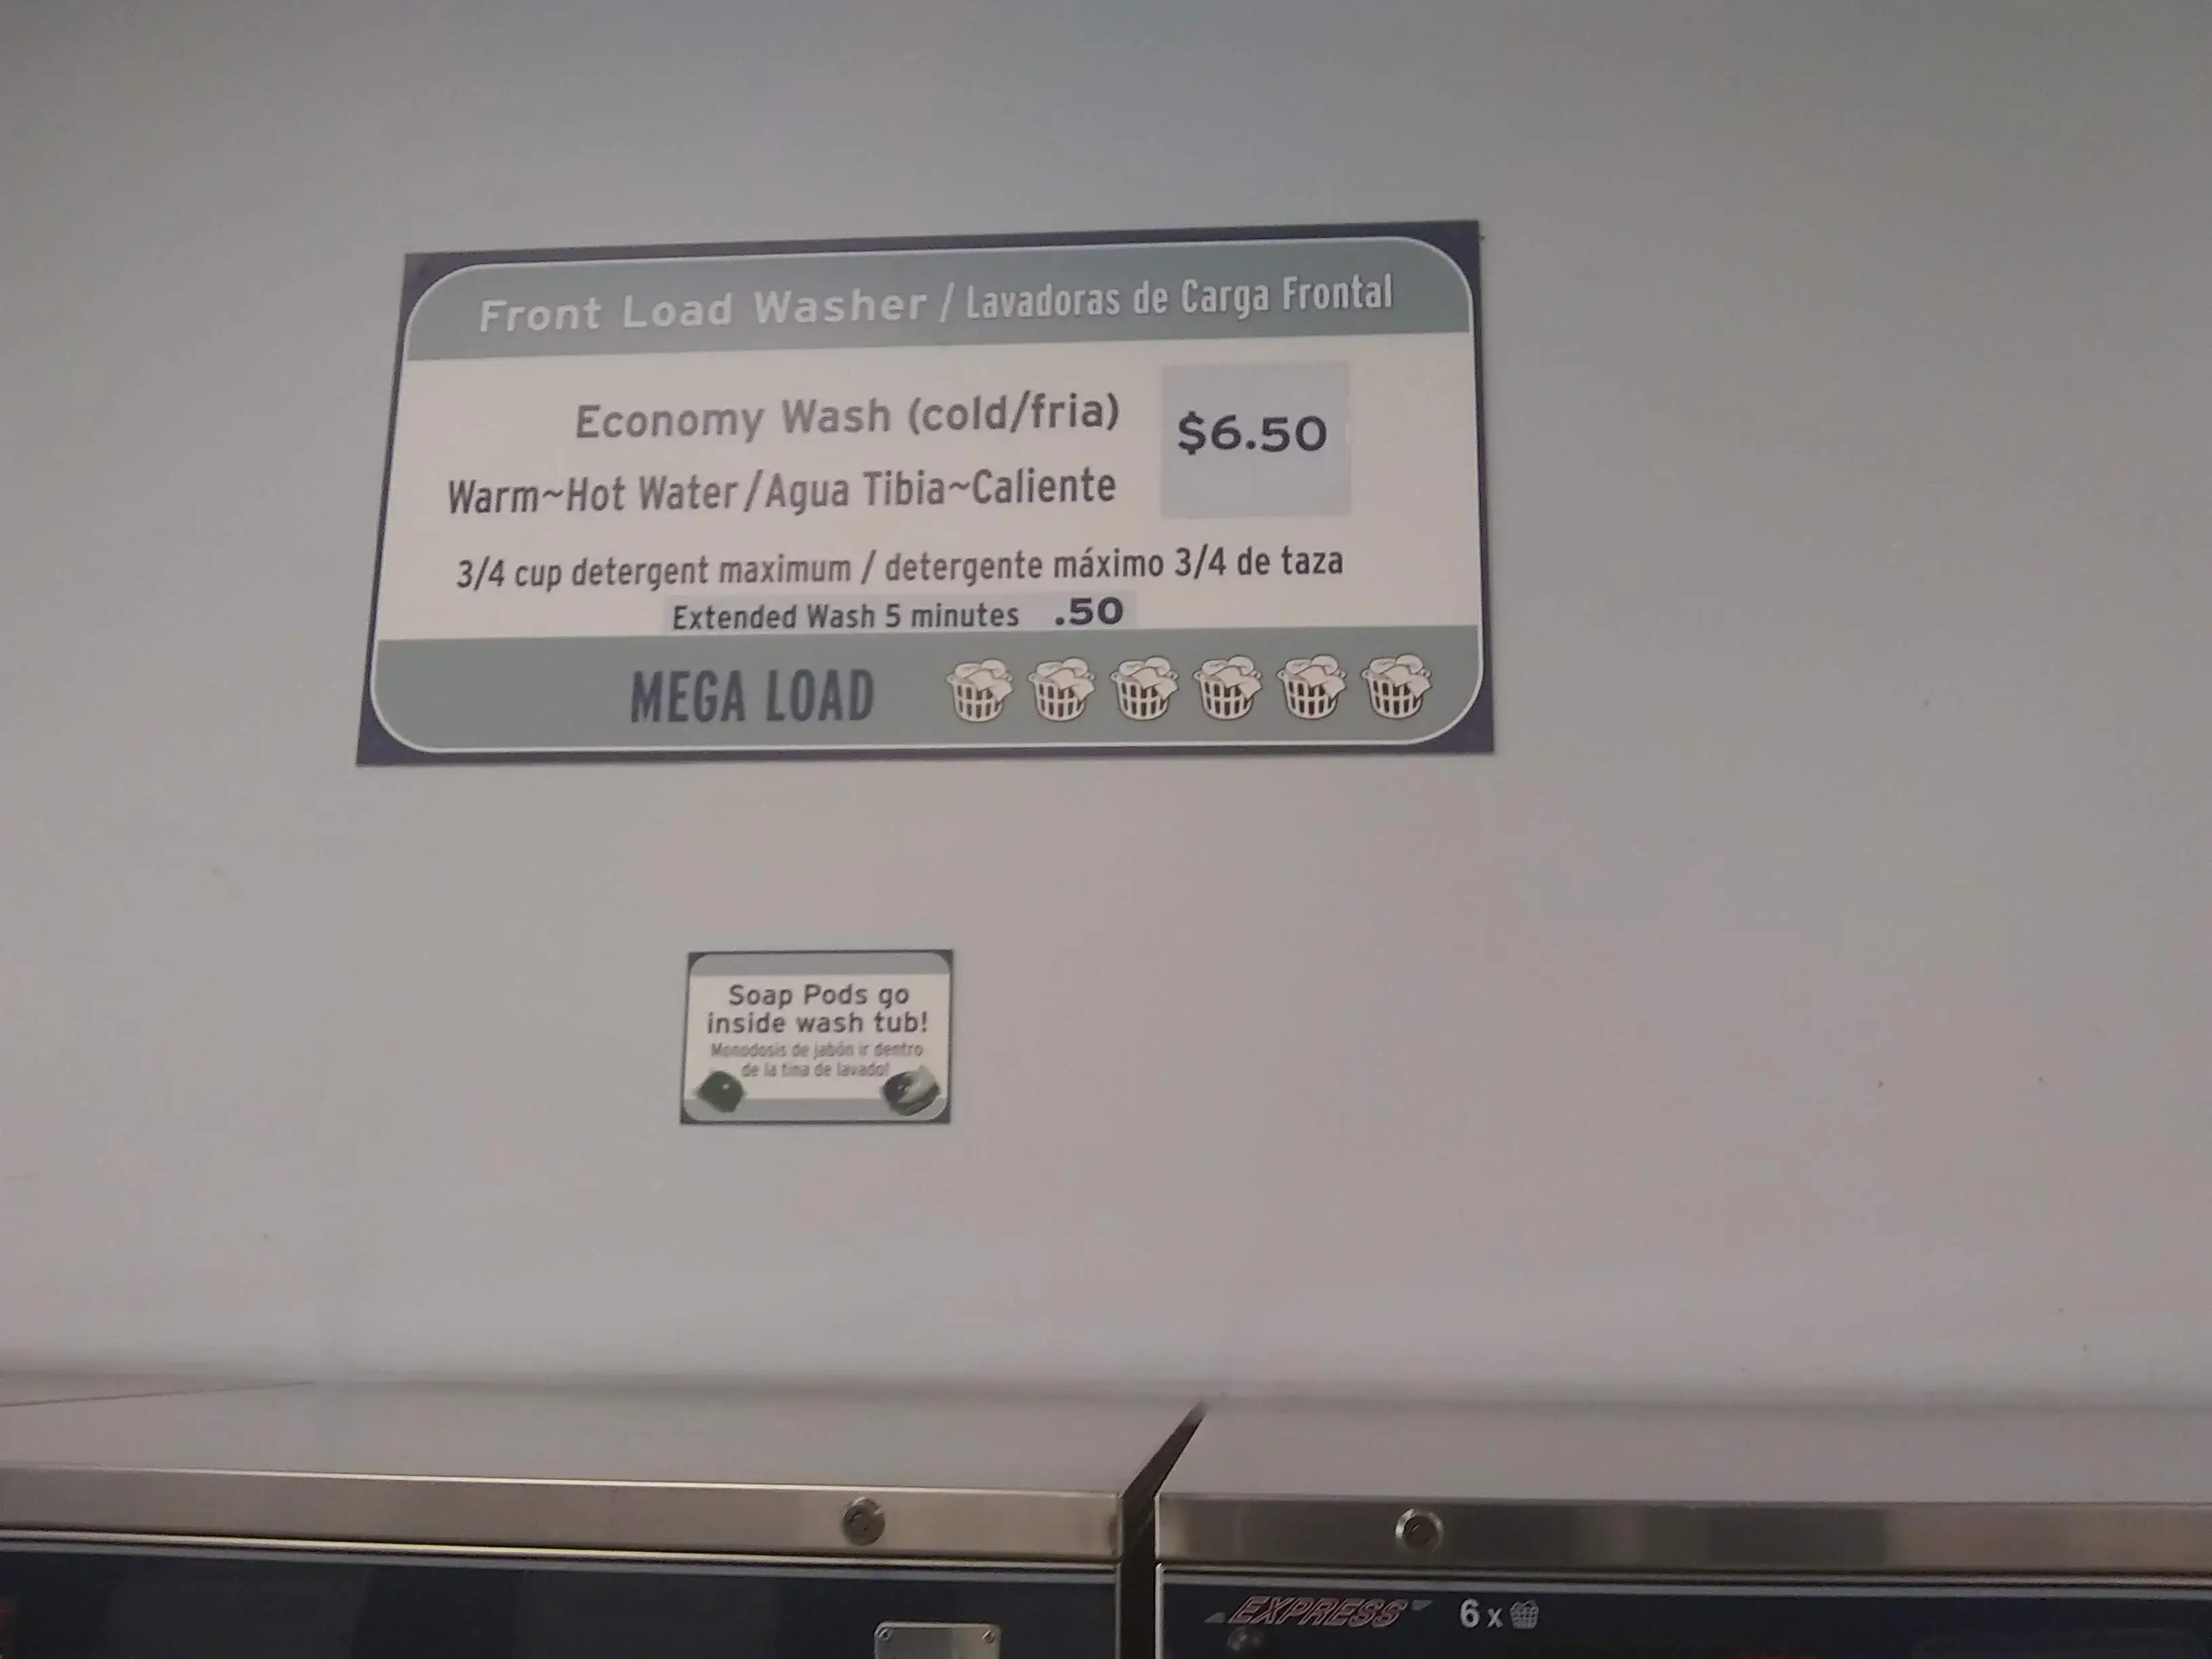 Front Load Washer / Lavadoras de Carga Frontal
Economy Wash (cold/fria) $6.50
Warm~Hot Water/Agua Tibia~Caliente
3/4 cup detergent maximum / detergente máximo 3/4 de taza
Extended Wash 5 minutes .50
MEGA LOAD
Soap Pods go
inside wash tub!
Monodosis de jabón ir dentro
de la tina de lavado!
EXPRESS 6 x